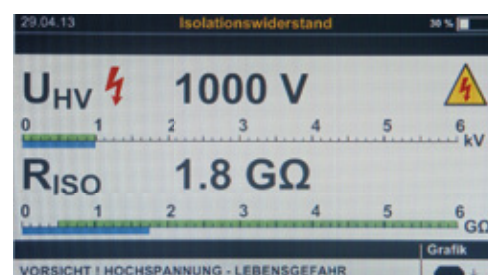 29.04.13 Isolationswiderstand 30 %
UHV 1000 V
0 1 2 3 4 5 6
kV
RISO 1.8 GΩ
0 1 2 3 4 5 6
GΩ
Grafik
VORSICHT ! HOCHSPANNUNG - LEBENSGEFAHR